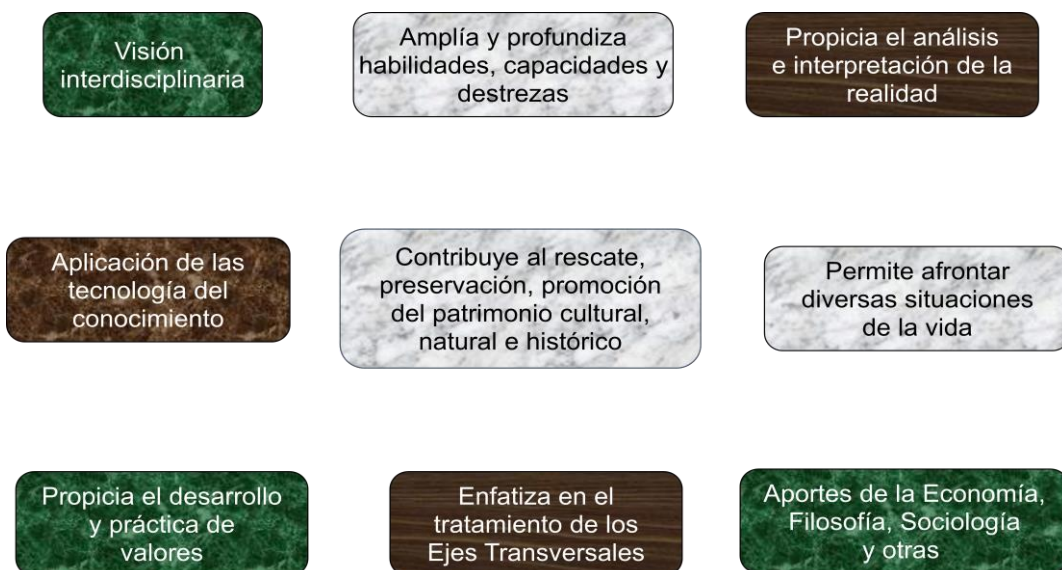 Visión
interdisciplinaria
Amplía y profundiza
habilidades, capacidades y
destrezas
Propicia el análisis
e interpretación de la
realidad
Aplicación de las
tecnología del
conocimiento
Contribuye al rescate,
preservación, promoción
del patrimonio cultural,
natural e histórico
Permite afrontar
diversas situaciones
de la vida
Propicia el desarrollo
y práctica de
valores
Enfatiza en el
tratamiento de los
Ejes Transversales
Aportes de la Economía,
Filosofía, Sociología
y otras